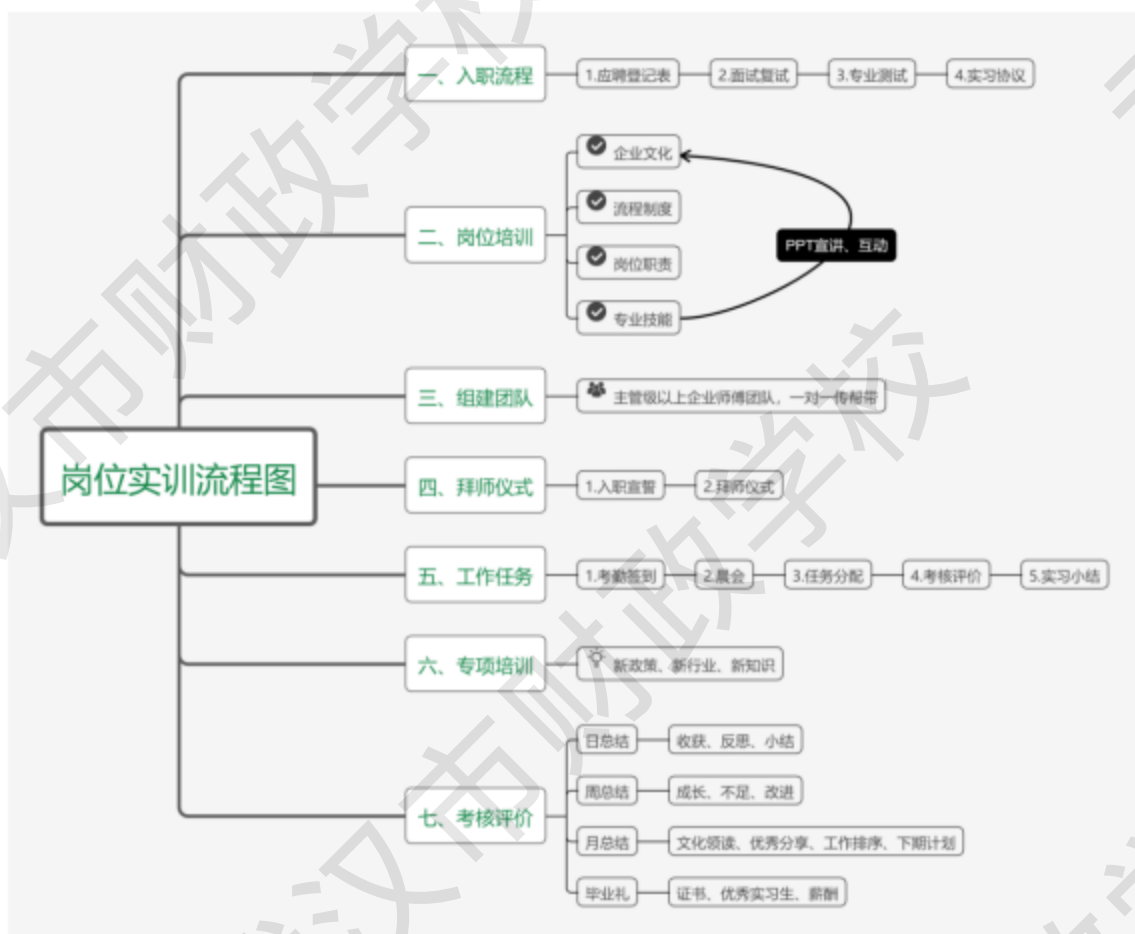 岗位实训流程图
一、入职流程
1.应聘登记表
2.面试复试
3.专业测试
4.实习协议
二、岗位培训
企业文化
流程制度
岗位职责
专业技能
PPT宣讲、互动
三、组建团队
主管级以上企业师傅团队，一对一传帮带
四、拜师仪式
1.入职宣誓
2.拜师仪式
五、工作任务
1.考勤签到
2.晨会
3.任务分配
4.考核评价
5.实习小结
六、专项培训
新政策、新行业、新知识
七、考核评价
日总结
收获、反思、小结
周总结
成长、不足、改进
月总结
文化领读、优秀分享、工作排序、下期计划
毕业礼
证书、优秀实习生、薪酬
汉市财政学校